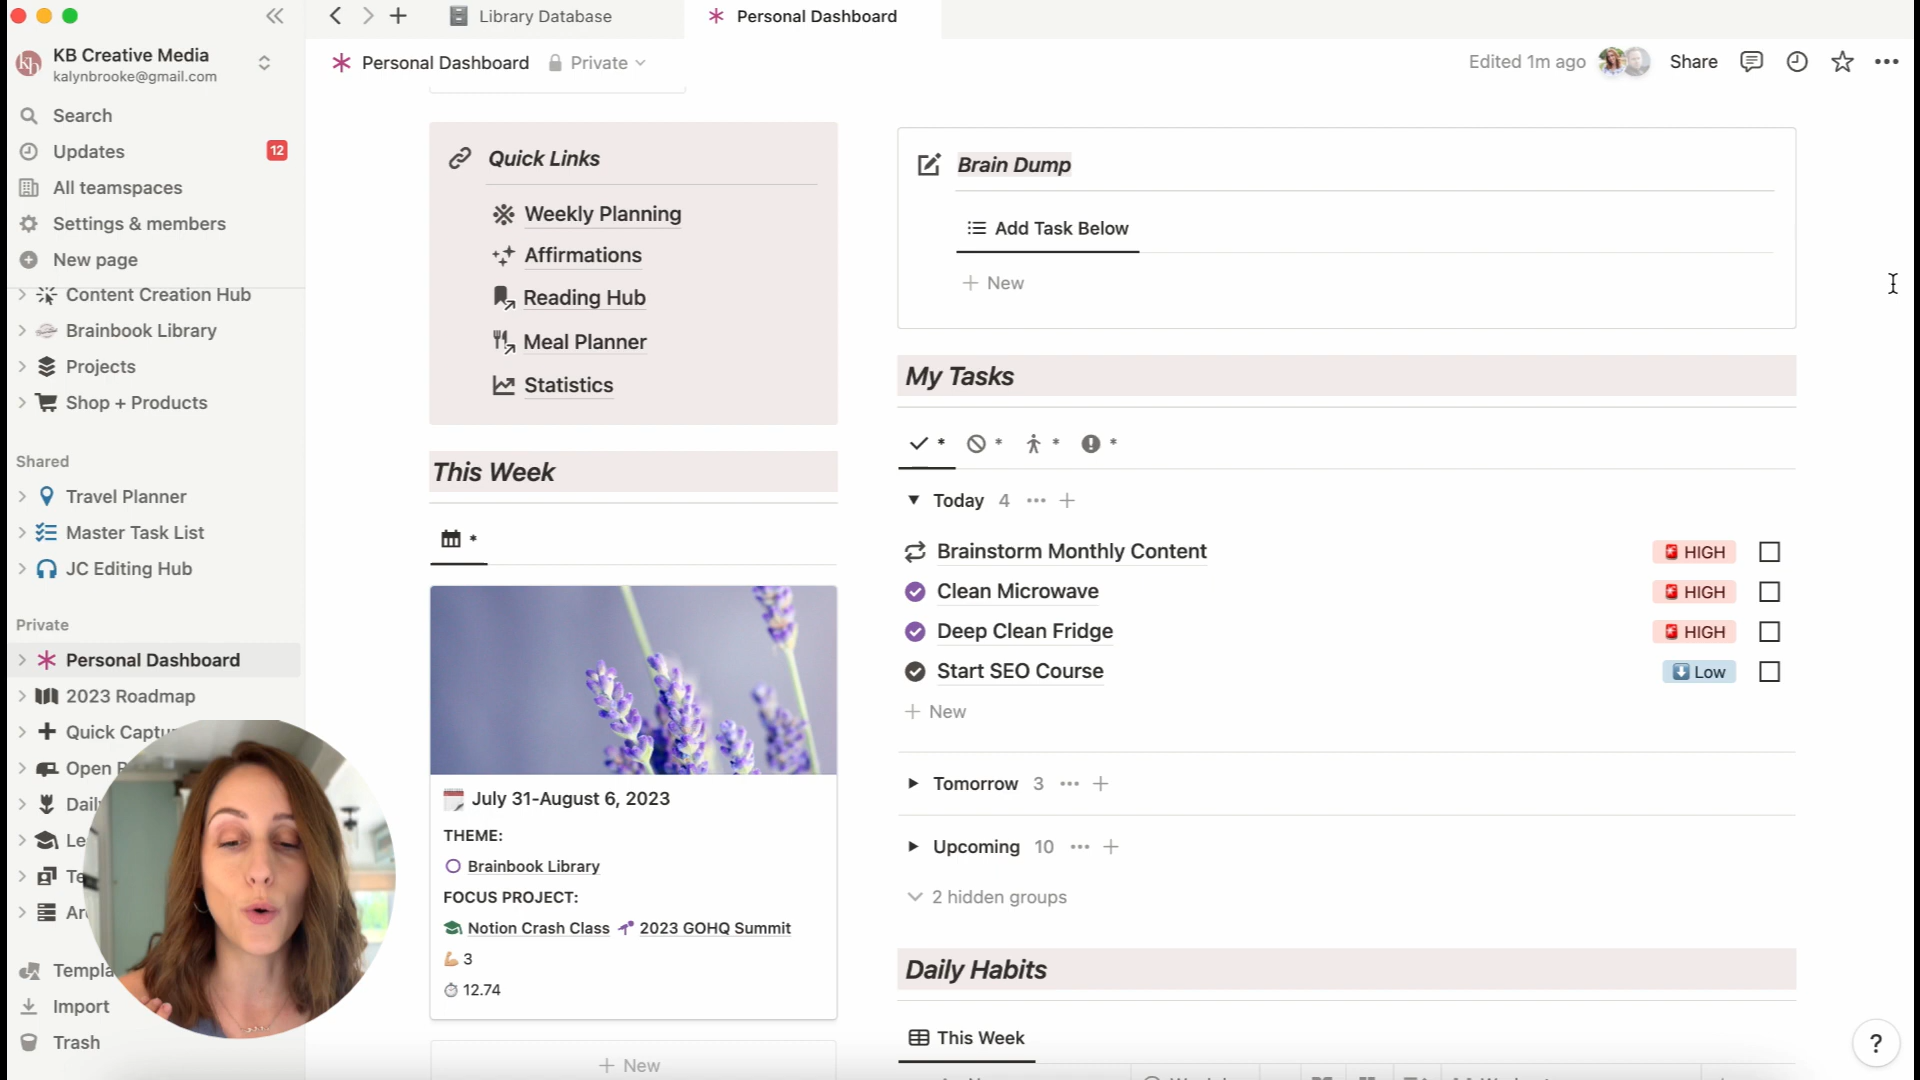 Library Database
Personal Dashboard
KB Creative Media
kalynbrooke@gmail.com
Personal Dashboard
Private
Edited 1m ago
Share
Search
Updates
12
All teamspaces
Settings & members
New page
Content Creation Hub
Brainbook Library
Projects
Shop + Products
Shared
Travel Planner
Master Task List
JC Editing Hub
Private
Personal Dashboard
2023 Roadmap
Quick Captu
Open
Import
Trash
Quick Links
Weekly Planning
Affirmations
Reading Hub
Meal Planner
Statistics
This Week
*
July 31-August 6, 2023
THEME:
Brainbook Library
FOCUS PROJECT:
Notion Crash Class
2023 GOHQ Summit
3
12.74
+ New
Brain Dump
Add Task Below
+ New
My Tasks
* * * *
Today 4 ... +
Brainstorm Monthly Content HIGH
Clean Microwave HIGH
Deep Clean Fridge HIGH
Start SEO Course Low
+ New
Tomorrow 3 ... +
Upcoming 10 ... +
2 hidden groups
Daily Habits
This Week
?